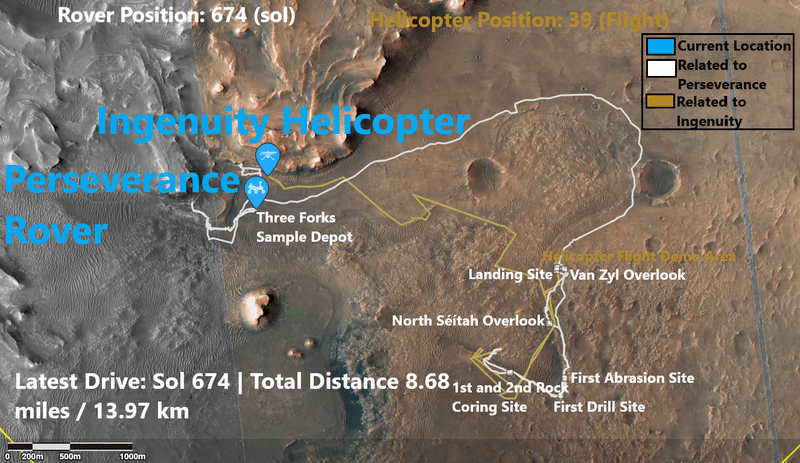 Rover Position: 674 (sol)
Helicopter Position: 39 (Flight)
Current Location
Related to
Perseverance
Related to
Ingenuity
Ingenuity Helicopter
Perseverance
Rover
Three Forks
Sample Depot
Helicopter Flight Dome Area
Landing Site
Van Zyl Overlook
North Séítah Overlook
First Abrasion Site
1st and 2nd Rock
Coring Site
First Drill Site
Latest Drive: Sol 674 | Total Distance 8.68
miles / 13.97 km
0 200m 500m 1000m